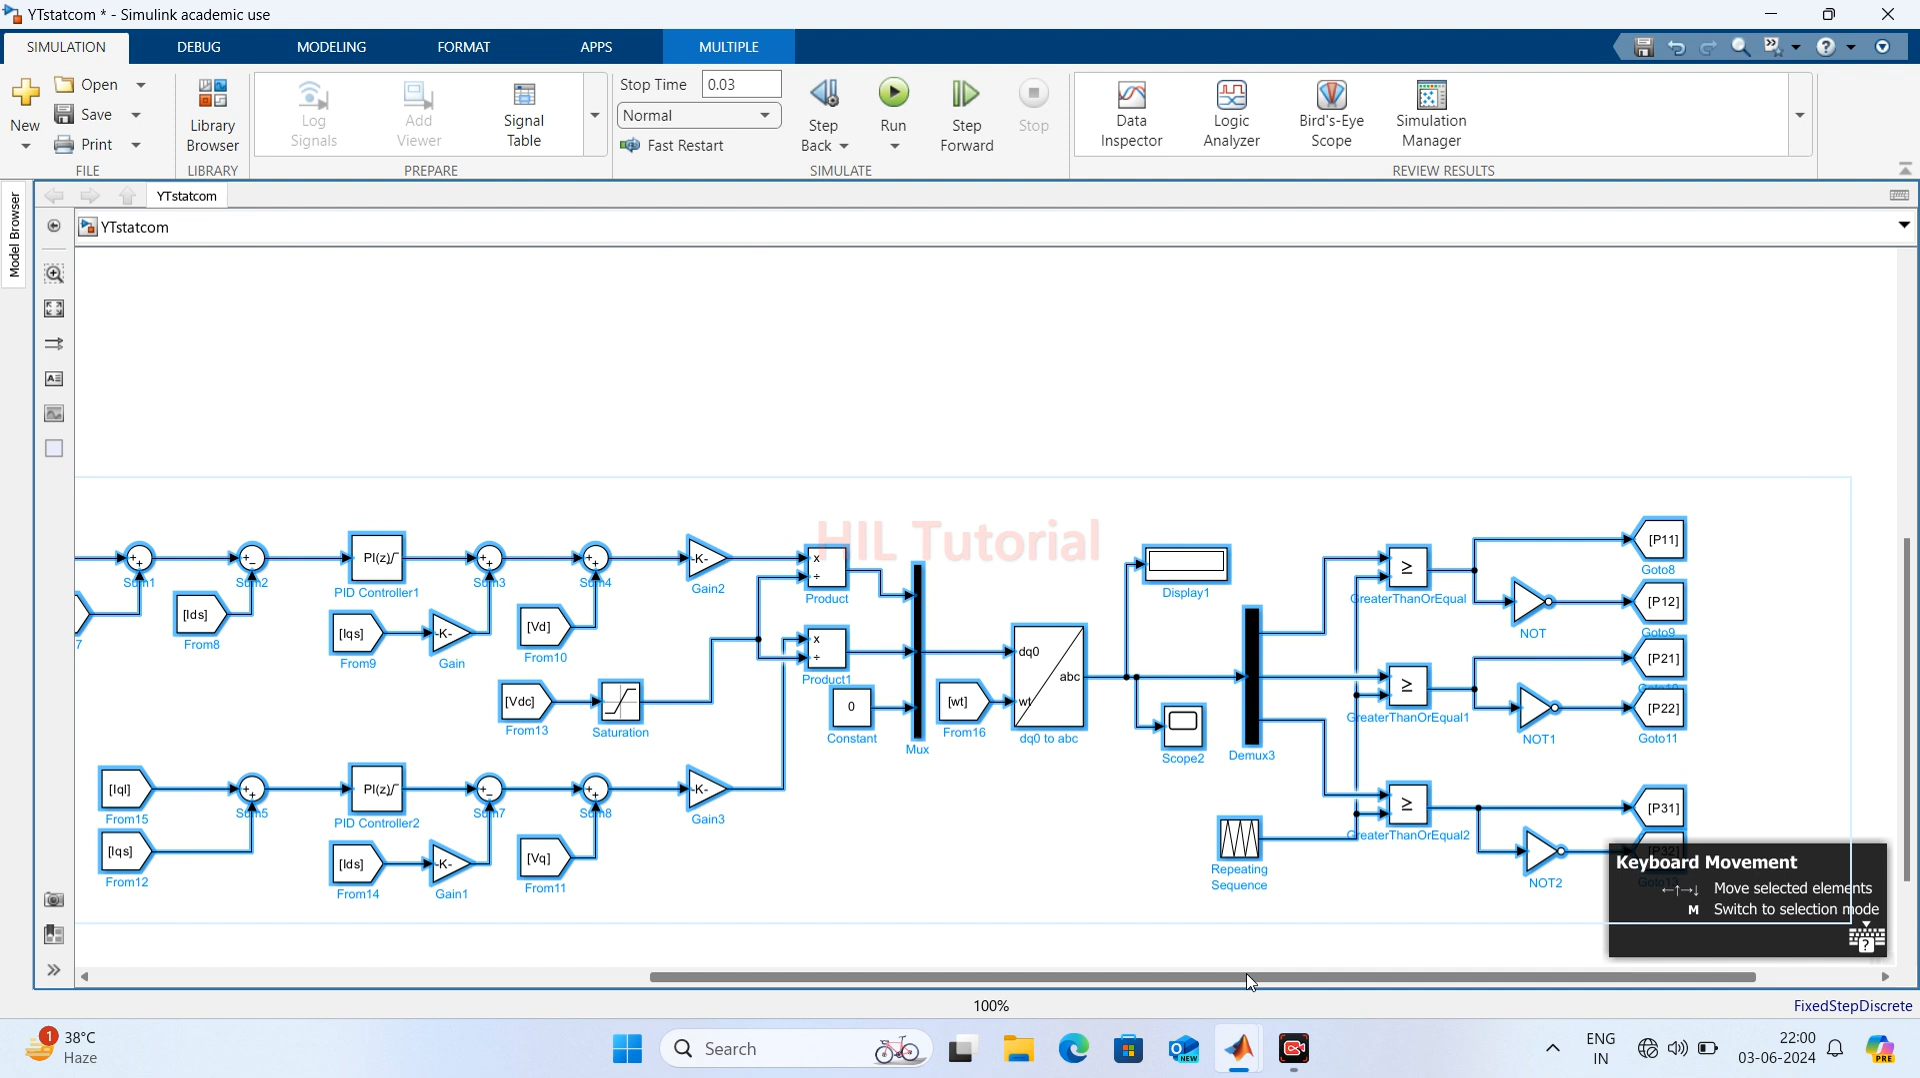 YTstatcom * - Simulink academic use
SIMULATION
DEBUG
MODELING
FORMAT
APPS
MULTIPLE
New
Open
Save
Print
FILE
Library
Browser
LIBRARY
Log
Signals
Add
Viewer
Signal
Table
PREPARE
Stop Time
0.03
Normal
Fast Restart
Step
Back
Run
Step
Forward
Stop
SIMULATE
Data
Inspector
Logic
Analyzer
Bird's-Eye
Scope
Simulation
Manager
REVIEW RESULTS
Model Browser
YTstatcom
YTstatcom
HIL Tutorial
Sum1
Sum2
PI(z)
PID Controller1
Sum3
Sum4
-K-
Gain2
x
÷
Product
[Ids]
From8
[Iqs]
From9
-K-
Gain
[Vd]
From10
x
÷
Product1
[Vdc]
From13
Saturation
0
Constant
Mux
[wt]
From16
dq0
wt
abc
dq0 to abc
Display1
Scope2
Demux3
≥
GreaterThanOrEqual
≥
GreaterThanOrEqual1
≥
GreaterThanOrEqual2
[P11]
Goto8
NOT
[P12]
Goto9
[P21]
[P22]
Goto11
NOT1
[P31]
NOT2
7
[Iql]
From15
Sum5
PI(z)
PID Controller2
Sum7
Sum8
-K-
Gain3
[Iqs]
From12
[Ids]
From14
-K-
Gain1
[Vq]
From11
Repeating
Sequence
Keyboard Movement
←↑→↓ Move selected elements
M Switch to selection mode
100%
FixedStepDiscrete
1
38°C
Haze
Search
NEW
ENG
IN
22:00
03-06-2024
PRE